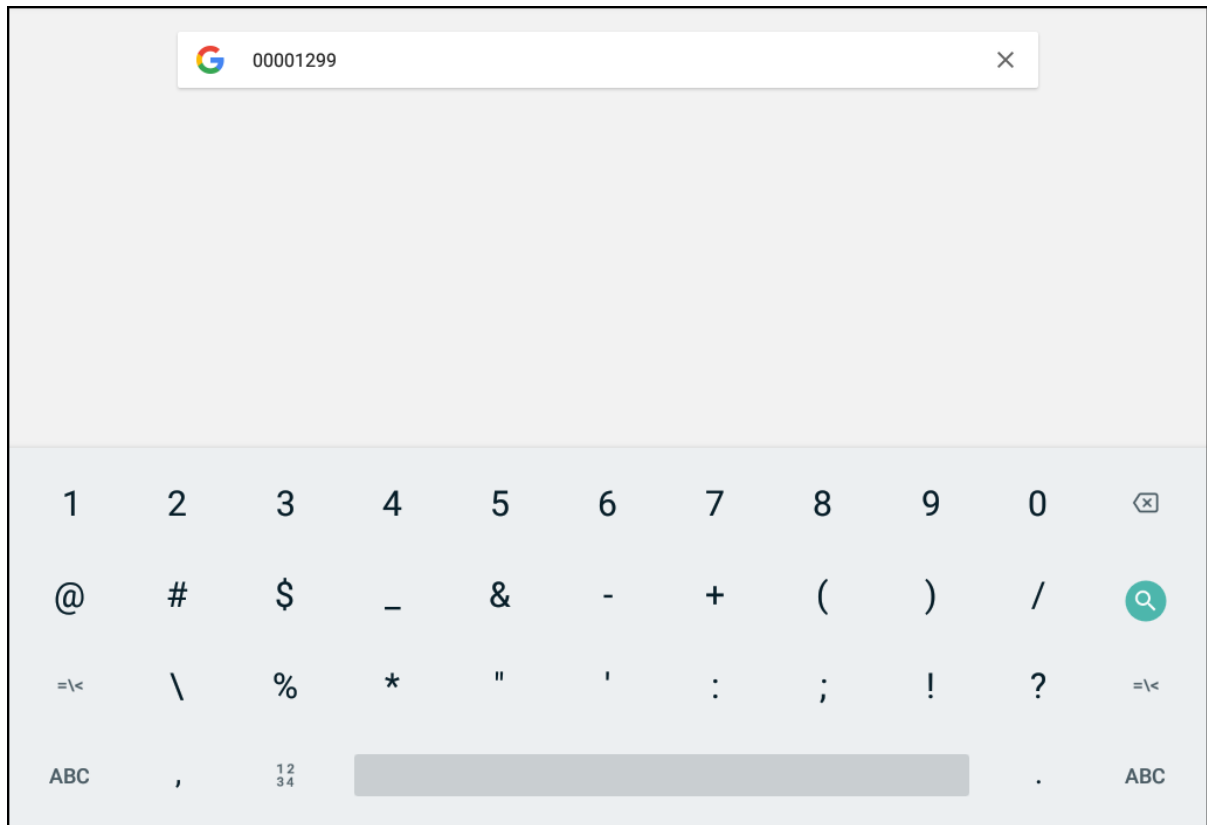 00001299
1 2 3 4 5 6 7 8 9 0
@ # $ _ & - + ( ) /
=\< \ % * " ' : ; ! ? =\<
ABC , 12 34 . ABC